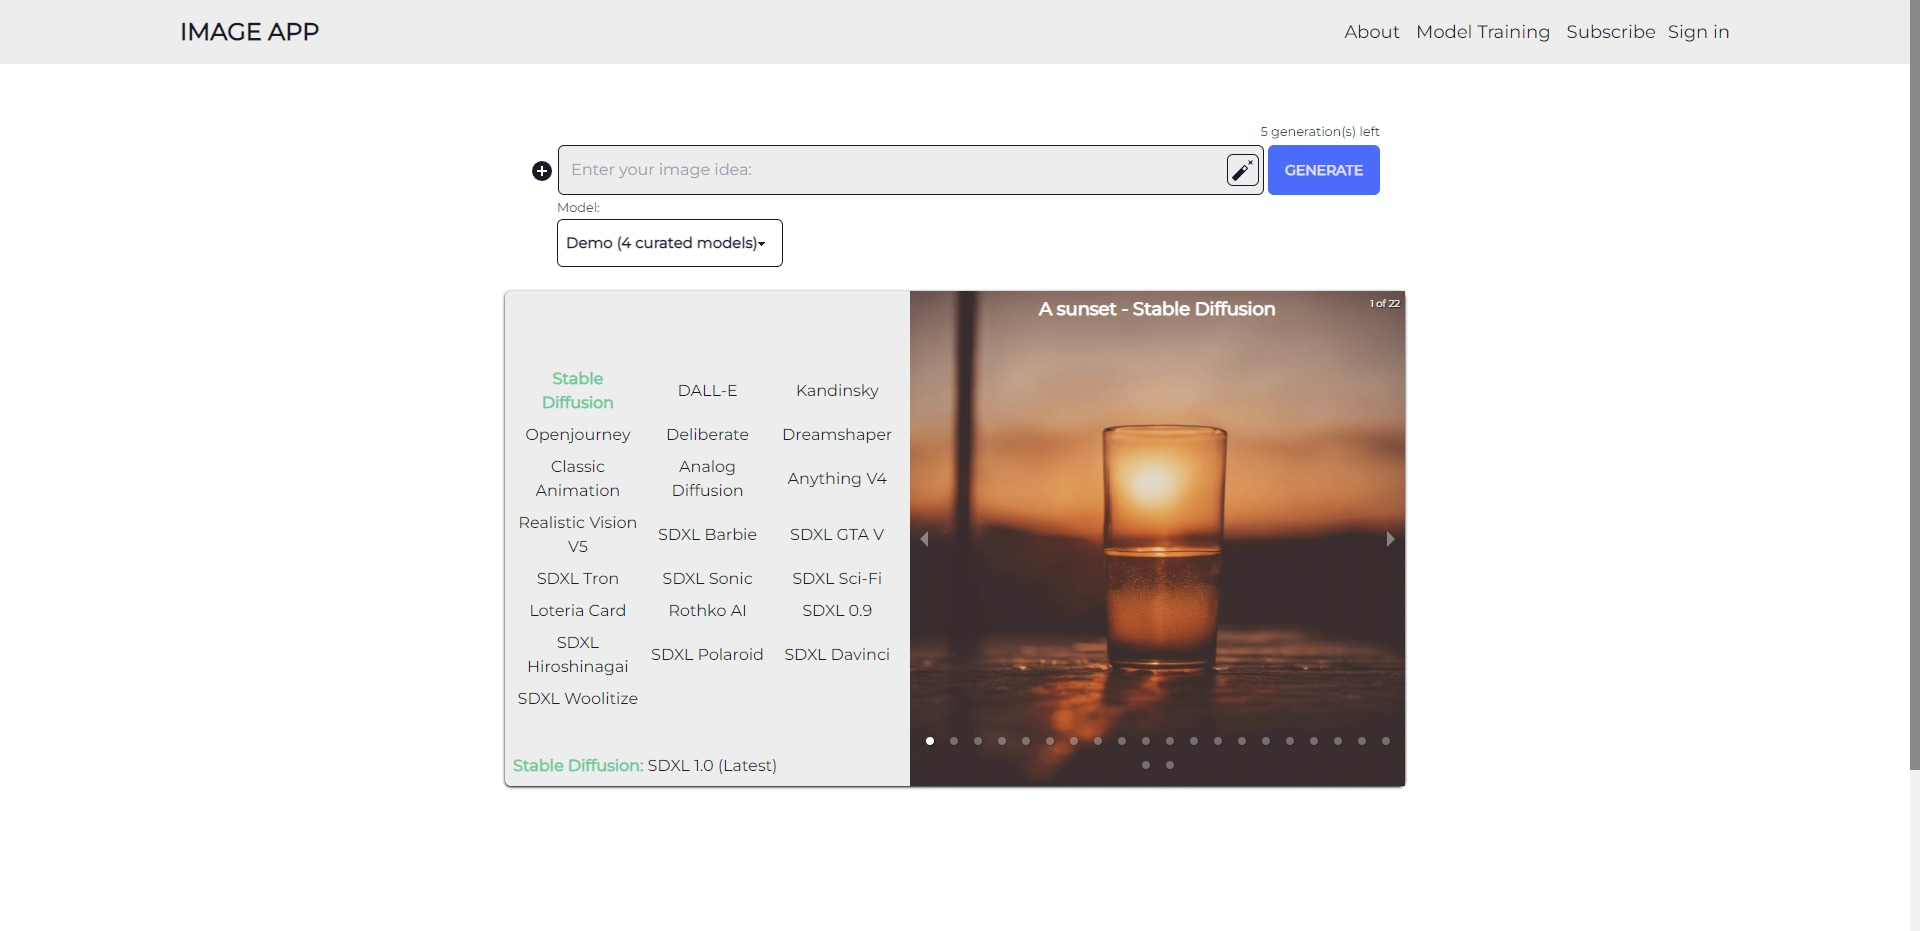 IMAGE APP
About Model Training Subscribe Sign in
5 generation(s) left
Enter your image idea:
GENERATE
Model:
Demo (4 curated models)
A sunset - Stable Diffusion
1 of 22
Stable
Diffusion
DALL-E
Kandinsky
Openjourney
Deliberate
Dreamshaper
Classic
Animation
Analog
Diffusion
Anything V4
Realistic Vision
V5
SDXL Barbie
SDXL GTA V
SDXL Tron
SDXL Sonic
SDXL Sci-Fi
Loteria Card
Rothko AI
SDXL 0.9
SDXL
Hiroshinagai
SDXL Polaroid
SDXL Davinci
SDXL Woolitize
Stable Diffusion: SDXL 1.0 (Latest)